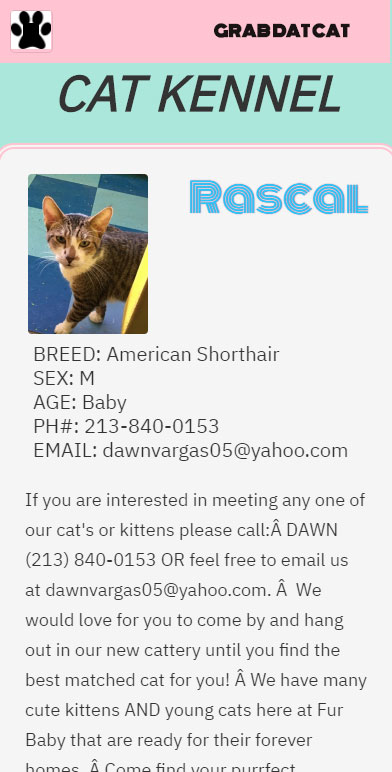 GRABDATCAT
CAT KENNEL
Rascal
BREED: American Shorthair
SEX: M
AGE: Baby
PH#: 213-840-0153
EMAIL: dawnvargas05@yahoo.com
If you are interested in meeting any one of
our cat's or kittens please call:Â DAWN
(213) 840-0153 OR feel free to email us
at dawnvargas05@yahoo.com. Â  We
would love for you to come by and hang
out in our new cattery until you find the
best matched cat for you! Â We have many
cute kittens AND young cats here at Fur
Baby that are ready for their forever
homes. Â Come find your purrfect